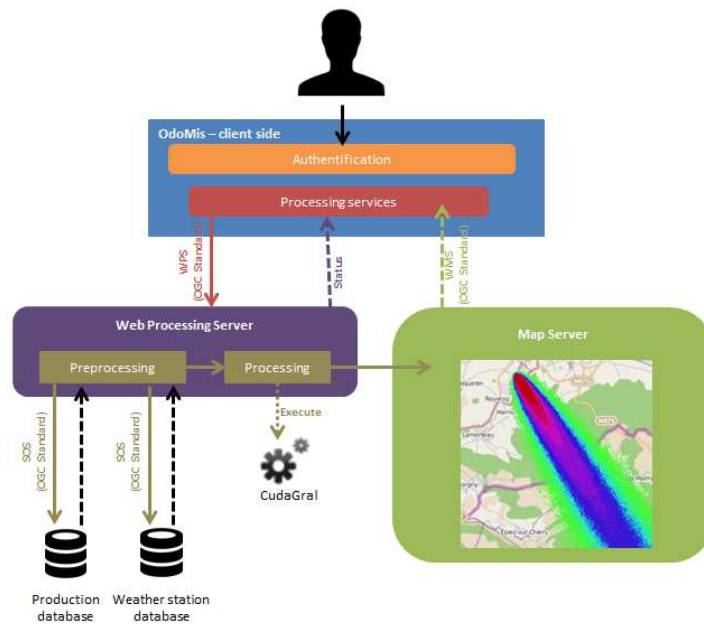 OdoMis – client side
Authentification
Processing services
WPS
(OGC Standard)
Status
WMS
(OGC Standard)
Web Processing Server
Preprocessing
Processing
Map Server
SOS
(OGC Standard)
SOS
(OGC Standard)
Execute
CudaGral
Production
database
Weather station
database